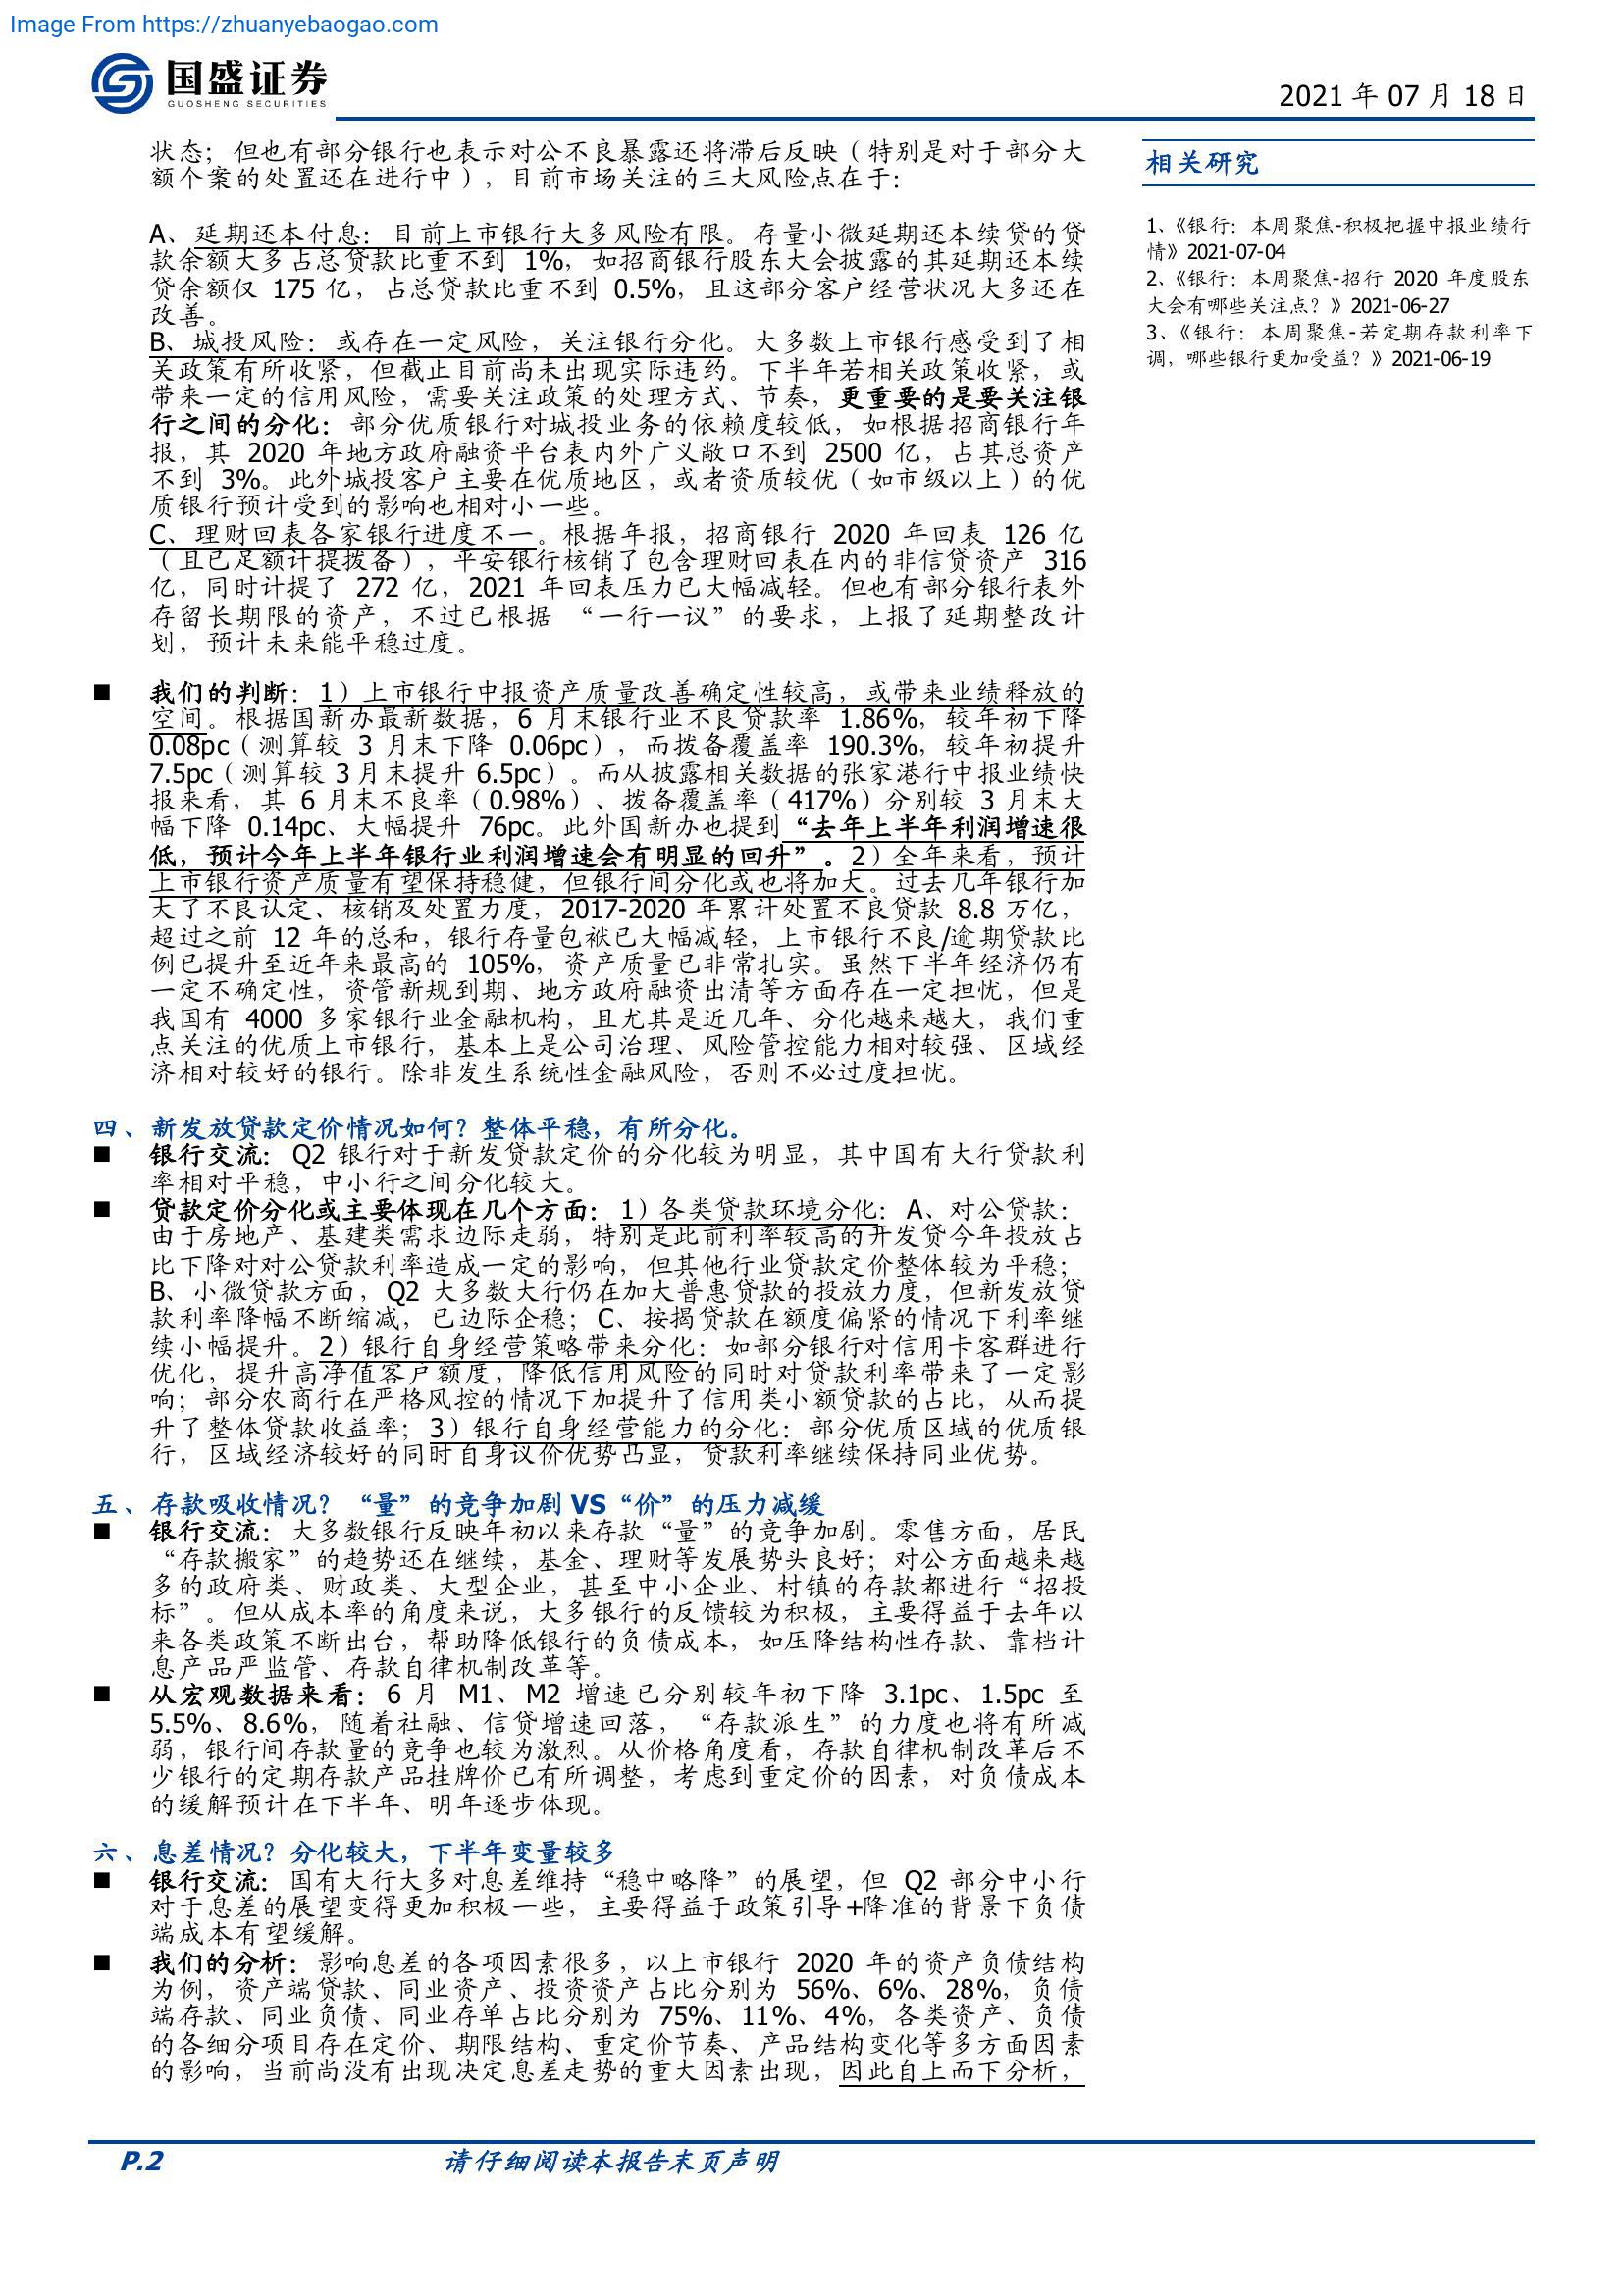 Image From https://zhuanyebaogao.com
国盛证券
GUOSHENG SECURITIES
2021 年 07 月 18 日
状态；但也有部分银行也表示对公不良暴露还将滞后反映（特别是对于部分大
额个案的处置还在进行中），目前市场关注的三大风险点在于：
A、延期还本付息：目前上市银行大多风险有限。存量小微延期还本续贷的贷
款余额大多占总贷款比重不到 1%，如招商银行股东大会披露的其延期还本续
贷余额仅 175 亿，占总贷款比重不到 0.5%，且这部分客户经营状况大多还在
改善。
B、城投风险：或存在一定风险，关注银行分化。大多数上市银行感受到了相
关政策有所收紧，但截止目前尚未出现实际违约。下半年若相关政策收紧，或
带来一定的信用风险，需要关注政策的处理方式、节奏，更重要的是要关注银
行之间的分化：部分优质银行对城投业务的依赖度较低，如根据招商银行年
报，其 2020 年地方政府融资平台表内外广义敞口不到 2500 亿，占其总资产
不到 3%。此外城投客户主要在优质地区，或者资质较优（如市级以上）的优
质银行预计受到的影响也相对小一些。
C、理财回表各家银行进度不一。根据年报，招商银行 2020 年回表 126 亿
（且已足额计提拨备），平安银行核销了包含理财回表在内的非信贷资产 316
亿，同时计提了 272 亿，2021 年回表压力已大幅减轻。但也有部分银行表外
存留长期限的资产，不过已根据 “一行一议” 的要求，上报了延期整改计
划，预计未来能平稳过度。
■ 我们的判断：1）上市银行中报资产质量改善确定性较高，或带来业绩释放的
空间。根据国新办最新数据，6 月末银行业不良贷款率 1.86%，较年初下降
0.08pc（测算较 3 月末下降 0.06pc），而拨备覆盖率 190.3%，较年初提升
7.5pc（测算较 3 月末提升 6.5pc）。而从披露相关数据的张家港行中报业绩快
报来看，其 6 月末不良率（0.98%）、拨备覆盖率（417%）分别较 3 月末大
幅下降 0.14pc、大幅提升 76pc。此外国新办也提到“去年上半年利润增速很
低，预计今年上半年银行业利润增速会有明显的回升”。2）全年来看，预计
上市银行资产质量有望保持稳健，但银行间分化或也将加大。过去几年银行加
大了不良认定、核销及处置力度，2017-2020 年累计处置不良贷款 8.8 万亿，
超过之前 12 年的总和，银行存量包袱已大幅减轻，上市银行不良/逾期贷款比
例已提升至近年来最高的 105%，资产质量已非常扎实。虽然下半年经济仍有
一定不确定性，资管新规到期、地方政府融资出清等方面存在一定担忧，但是
我国有 4000 多家银行业金融机构，且尤其是近几年、分化越来越大，我们重
点关注的优质上市银行，基本上是公司治理、风险管控能力相对较强、区域经
济相对较好的银行。除非发生系统性金融风险，否则不必过度担忧。
四、新发放贷款定价情况如何？整体平稳，有所分化。
■ 银行交流：Q2 银行对于新发贷款定价的分化较为明显，其中国有大行贷款利
率相对平稳，中小行之间分化较大。
■ 贷款定价分化或主要体现在几个方面：1）各类贷款环境分化：A、对公贷款：
由于房地产、基建类需求边际走弱，特别是此前利率较高的开发贷今年投放占
比下降对对公贷款利率造成一定的影响，但其他行业贷款定价整体较为平稳；
B、小微贷款方面，Q2 大多数大行仍在加大普惠贷款的投放力度，但新发放贷
款利率降幅不断缩减，已边际企稳；C、按揭贷款在额度偏紧的情况下利率继
续小幅提升。2）银行自身经营策略带来分化：如部分银行对信用卡客群进行
优化，提升高净值客户额度，降低信用风险的同时对贷款利率带来了一定影
响；部分农商行在严格风控的情况下加提升了信用类小额贷款的占比，从而提
升了整体贷款收益率；3）银行自身经营能力的分化：部分优质区域的优质银
行，区域经济较好的同时自身议价优势凸显，贷款利率继续保持同业优势。
五、存款吸收情况？“量”的竞争加剧 VS“价”的压力减缓
■ 银行交流：大多数银行反映年初以来存款“量”的竞争加剧。零售方面，居民
“存款搬家”的趋势还在继续，基金、理财等发展势头良好；对公方面越来越
多的政府类、财政类、大型企业，甚至中小企业、村镇的存款都进行“招投
标”。但从成本率的角度来说，大多银行的反馈较为积极，主要得益于去年以
来各类政策不断出台，帮助降低银行的负债成本，如压降结构性存款、靠档计
息产品严监管、存款自律机制改革等。
■ 从宏观数据来看：6 月 M1、M2 增速已分别较年初下降 3.1pc、1.5pc 至
5.5%、8.6%，随着社融、信贷增速回落，“存款派生”的力度也将有所减
弱，银行间存款量的竞争也较为激烈。从价格角度看，存款自律机制改革后不
少银行的定期存款产品挂牌价已有所调整，考虑到重定价的因素，对负债成本
的缓解预计在下半年、明年逐步体现。
六、息差情况？分化较大，下半年变量较多
■ 银行交流：国有大行大多对息差维持“稳中略降”的展望，但 Q2 部分中小行
对于息差的展望变得更加积极一些，主要得益于政策引导+降准的背景下负债
端成本有望缓解。
■ 我们的分析：影响息差的各项因素很多，以上市银行 2020 年的资产负债结构
为例，资产端贷款、同业资产、投资资产占比分别为 56%、6%、28%，负债
端存款、同业负债、同业存单占比分别为 75%、11%、4%，各类资产、负债
的各细分项目存在定价、期限结构、重定价节奏、产品结构变化等多方面因素
的影响，当前尚没有出现决定息差走势的重大因素出现，因此自上而下分析，
相关研究
1、《银行：本周聚焦-积极把握中报业绩行
情》2021-07-04
2、《银行：本周聚焦-招行 2020 年度股东
大会有哪些关注点？》2021-06-27
3、《银行：本周聚焦-若定期存款利率下
调，哪些银行更加受益？》2021-06-19
P.2
请仔细阅读本报告末页声明